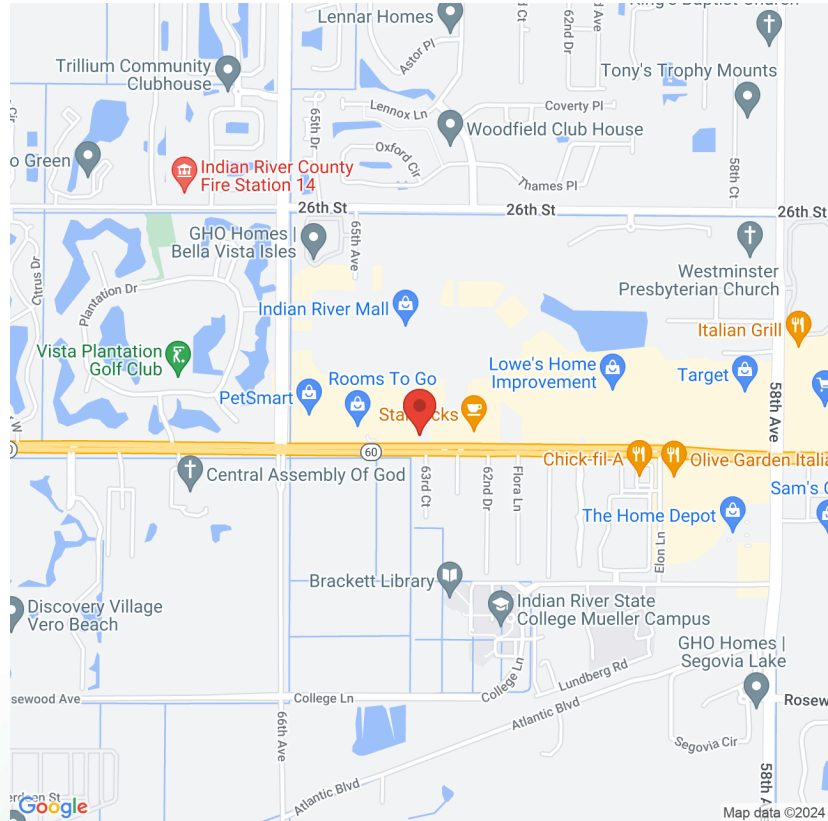 King's Baptist Church
Lennar Homes
62nd Dr
Astor Pl
Trillium Community
Clubhouse
Tony's Trophy Mounts
65th Dr
Lennox Ln
Coverty Pl
Woodfield Club House
Oxford Cir
o Green
Indian River County
Fire Station 14
Thames Pl
58th Ct
26th St
26th St
26th St
GHO Homes |
Bella Vista Isles
65th Ave
Westminster
Presbyterian Church
Citrus Dr
Plantation Dr
Indian River Mall
Italian Grill
Vista Plantation
Golf Club
Lowe's Home
Improvement
Rooms To Go
Target
PetSmart
58th Ave
60
Chick-fil-A
Olive Garden Italia
Central Assembly Of God
63rd Ct
62nd Dr
Flora Ln
Sam's C
The Home Depot
Elon Ln
Brackett Library
Discovery Village
Vero Beach
Indian River State
College Mueller Campus
GHO Homes |
Segovia Lake
Lundberg Rd
College Ln
sewood Ave
College Ln
Rosew
Atlantic Blvd
66th Ave
Segovia Cir
58th A
Atlantic Blvd
Google
Map data ©2024